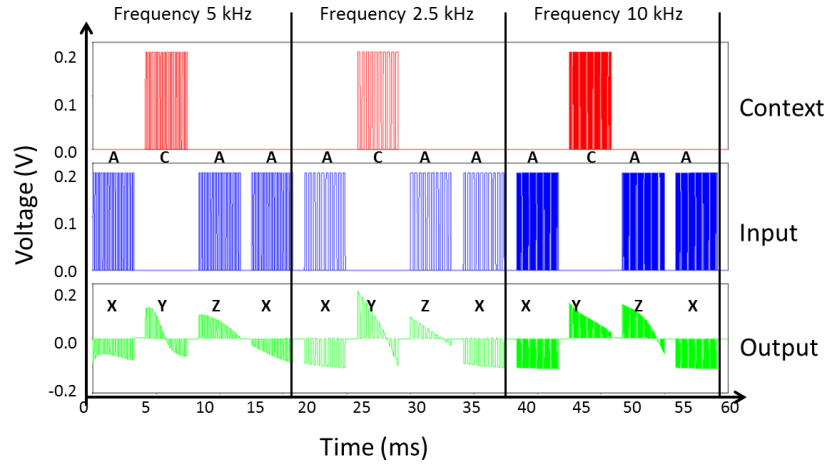 Frequency 5 kHz Frequency 2.5 kHz Frequency 10 kHz
0.2
0.1
0.0
Context
A C A A A C A A A C A A
0.2
0.1
0.0
Input
Voltage (V)
X Y Z X X Y Z X X Y Z X
0.2
0.0
-0.2
Output
0 5 10 15 20 25 30 35 40 45 50 55 60
Time (ms)